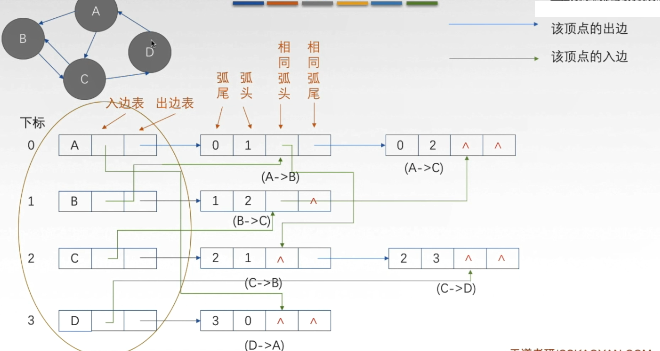 A
B
D
C
该顶点的出边
该顶点的入边
弧尾
弧头
相同弧头
相同弧尾
入边表 出边表
下标
0 A 0 1 0 2 ^ ^
(A->B) (A->C)
1 B 1 2 ^
(B->C)
2 C 2 1 ^ 2 3 ^ ^
(C->B) (C->D)
3 D 3 0 ^ ^
(D->A)